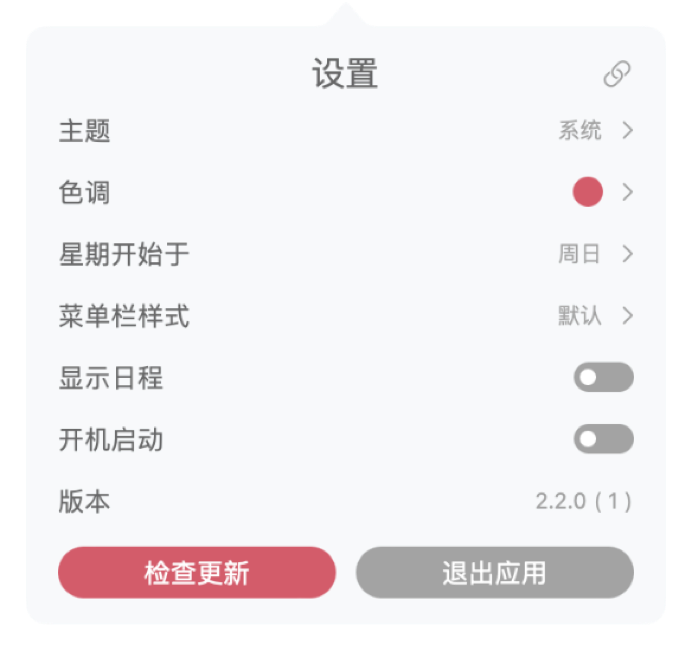 设置
主题 系统
色调
星期开始于 周日
菜单栏样式 默认
显示日程
开机启动
版本 2.2.0 ( 1 )
检查更新 退出应用